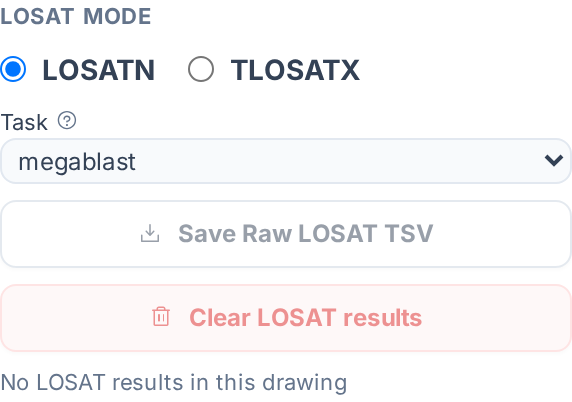 LOSAT MODE
LOSATN TLOSATX
Task
megablast
Save Raw LOSAT TSV
Clear LOSAT results
No LOSAT results in this drawing